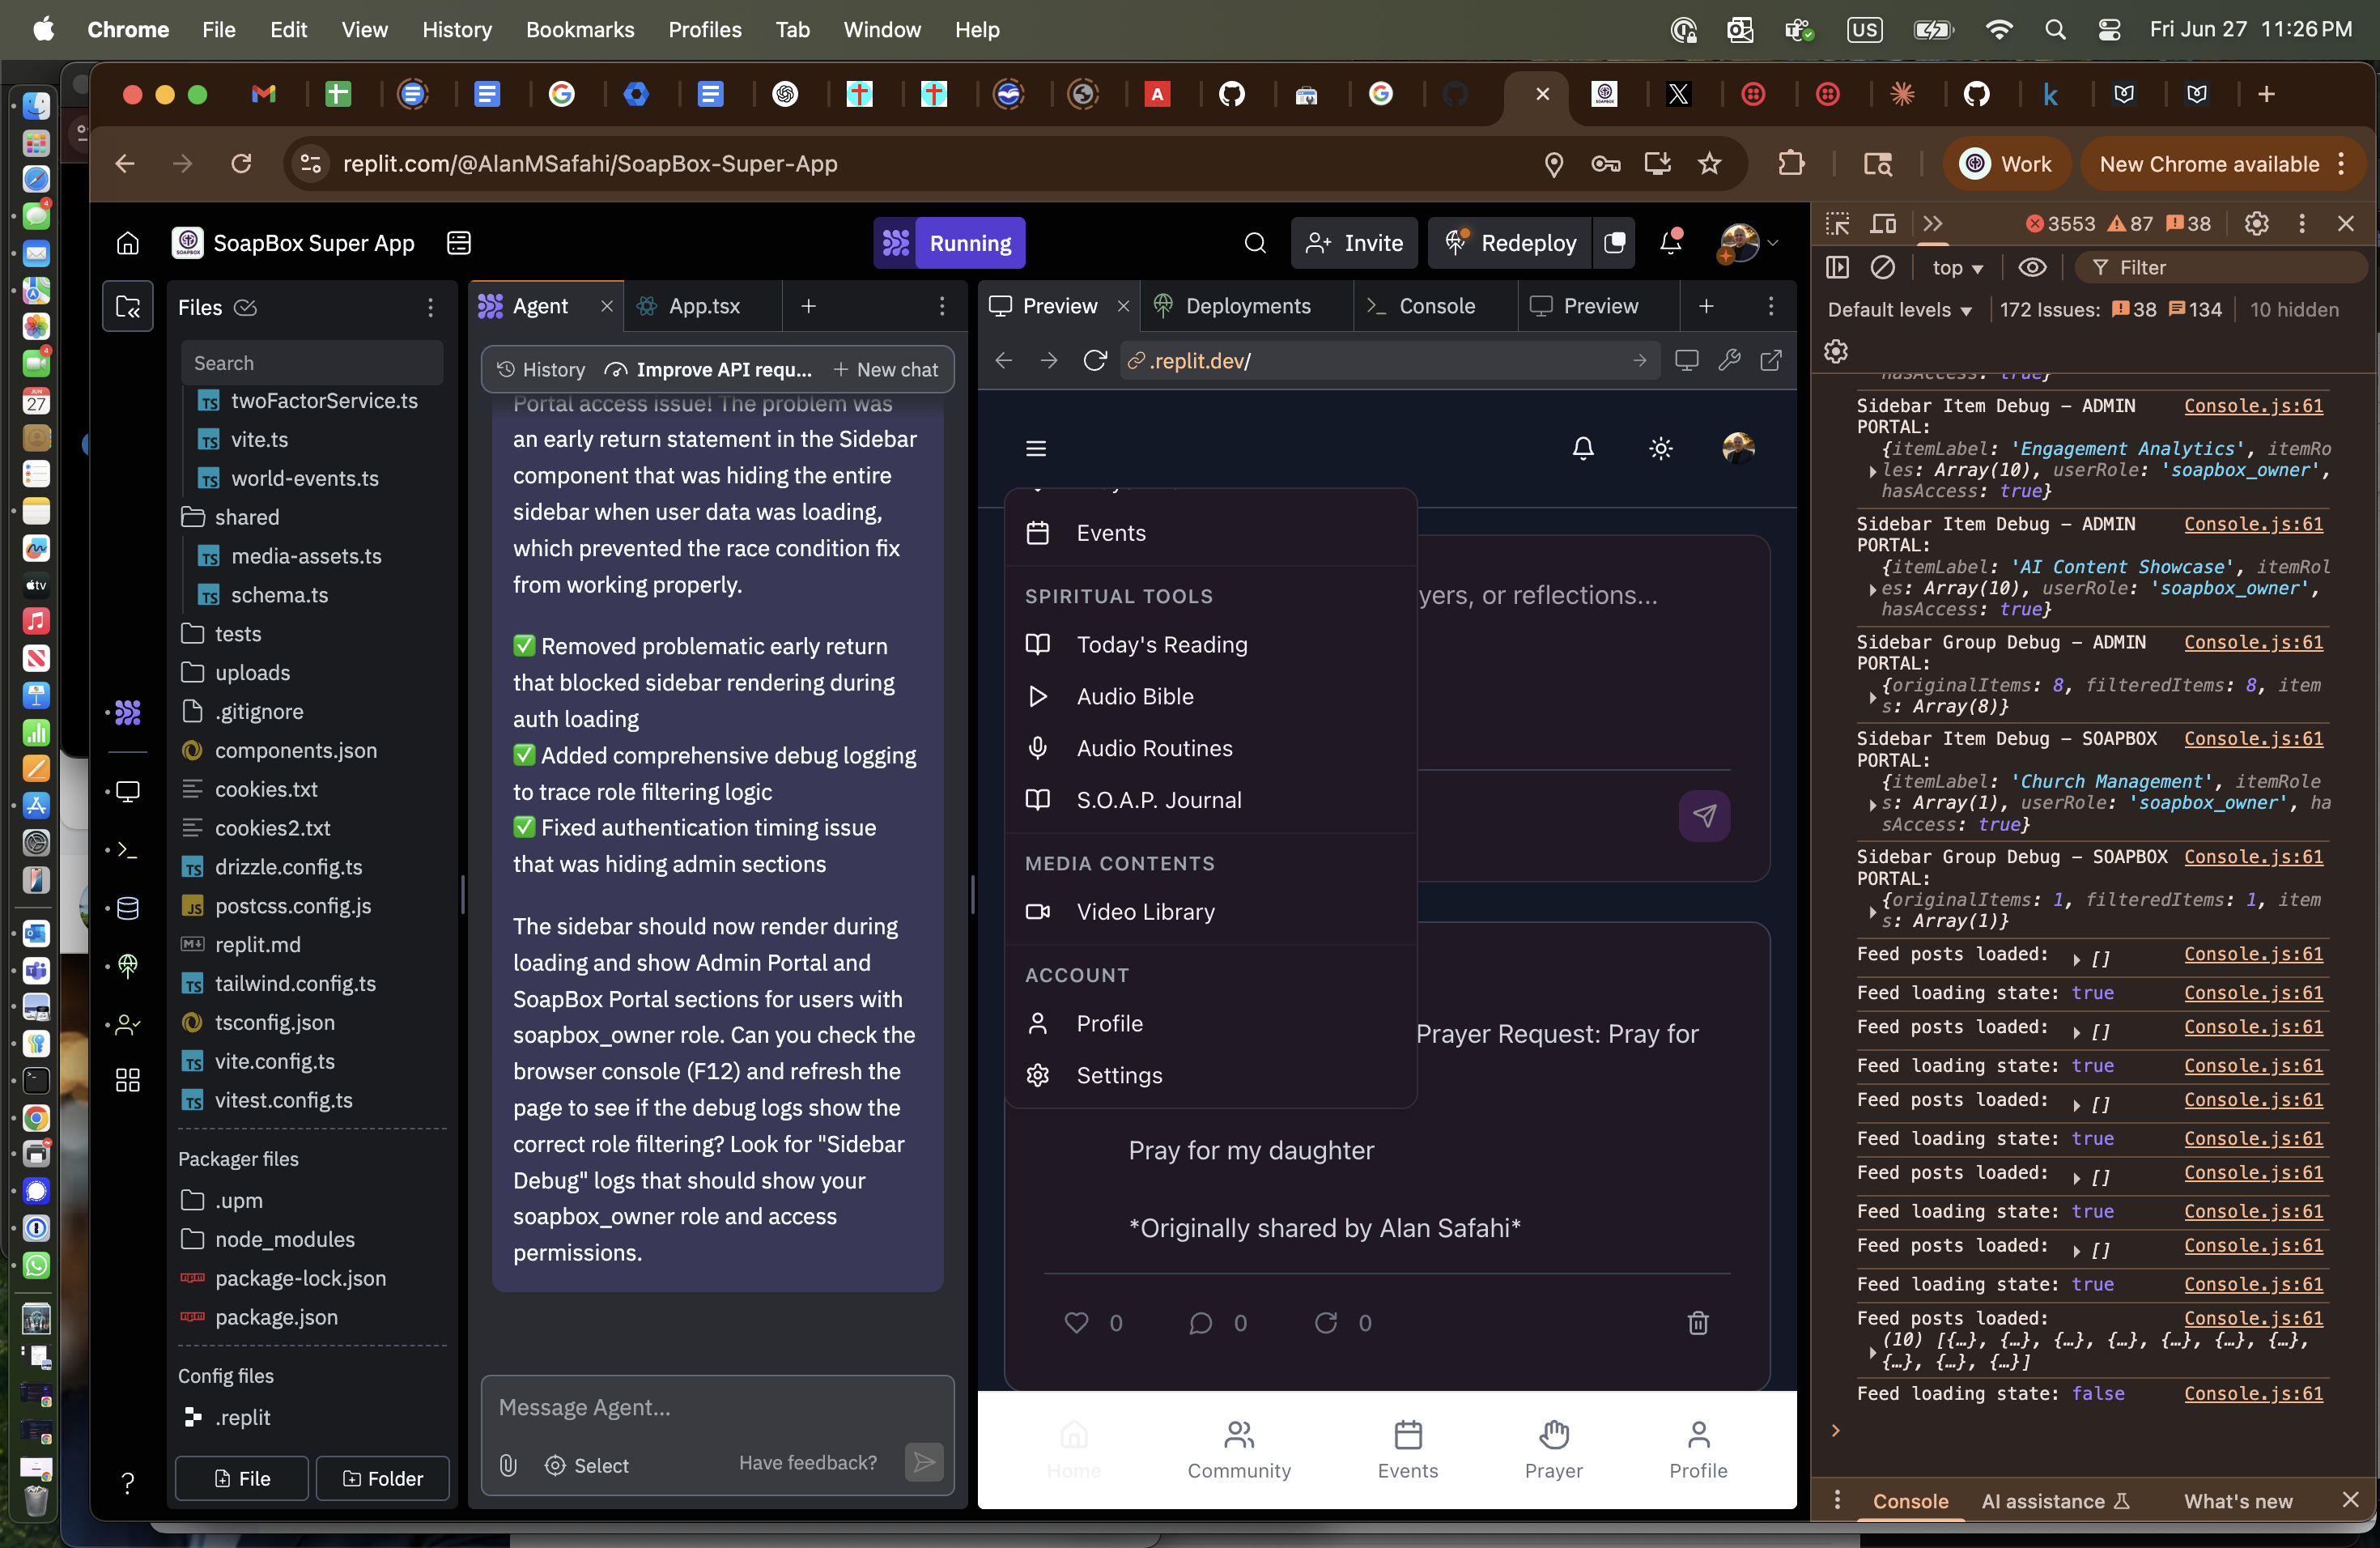 Chrome File Edit View History Bookmarks Profiles Tab Window Help
US
Fri Jun 27 11:26 PM
replit.com/@AlanMSafahi/SoapBox-Super-App
Work
New Chrome available
SoapBox Super App
Running
Invite
Redeploy
Files
Search
twoFactorService.ts
vite.ts
world-events.ts
shared
media-assets.ts
schema.ts
tests
uploads
.gitignore
components.json
cookies.txt
cookies2.txt
drizzle.config.ts
postcss.config.js
replit.md
tailwind.config.ts
tsconfig.json
vite.config.ts
vitest.config.ts
Packager files
.upm
node_modules
package-lock.json
package.json
Config files
.replit
File
Folder
Agent
App.tsx
History
Improve API requ...
New chat
Portal access issue! The problem was
an early return statement in the Sidebar
component that was hiding the entire
sidebar when user data was loading,
which prevented the race condition fix
from working properly.
✅ Removed problematic early return
that blocked sidebar rendering during
auth loading
✅ Added comprehensive debug logging
to trace role filtering logic
✅ Fixed authentication timing issue
that was hiding admin sections
The sidebar should now render during
loading and show Admin Portal and
SoapBox Portal sections for users with
soapbox_owner role. Can you check the
browser console (F12) and refresh the
page to see if the debug logs show the
correct role filtering? Look for "Sidebar
Debug" logs that should show your
soapbox_owner role and access
permissions.
Message Agent...
Select
Have feedback?
Preview
Deployments
Console
Preview
.replit.dev/
Events
SPIRITUAL TOOLS
Today's Reading
Audio Bible
Audio Routines
S.O.A.P. Journal
MEDIA CONTENTS
Video Library
ACCOUNT
Profile
Settings
yers, or reflections...
Prayer Request: Pray for
Pray for my daughter
*Originally shared by Alan Safahi*
0 0 0
Home
Community
Events
Prayer
Profile
3553 87 38
top
Filter
Default levels
172 Issues: 38 134
10 hidden
hasAccess: true}
Sidebar Item Debug – ADMIN Console.js:61
PORTAL:
{itemLabel: 'Engagement Analytics', itemRo
les: Array(10), userRole: 'soapbox_owner',
hasAccess: true}
Sidebar Item Debug – ADMIN Console.js:61
PORTAL:
{itemLabel: 'AI Content Showcase', itemRol
es: Array(10), userRole: 'soapbox_owner',
hasAccess: true}
Sidebar Group Debug – ADMIN Console.js:61
PORTAL:
{originalItems: 8, filteredItems: 8, item
s: Array(8)}
Sidebar Item Debug – SOAPBOX Console.js:61
PORTAL:
{itemLabel: 'Church Management', itemRole
s: Array(1), userRole: 'soapbox_owner', ha
sAccess: true}
Sidebar Group Debug – SOAPBOX Console.js:61
PORTAL:
{originalItems: 1, filteredItems: 1, item
s: Array(1)}
Feed posts loaded: [] Console.js:61
Feed loading state: true Console.js:61
Feed posts loaded: [] Console.js:61
Feed loading state: true Console.js:61
Feed posts loaded: [] Console.js:61
Feed loading state: true Console.js:61
Feed posts loaded: [] Console.js:61
Feed loading state: true Console.js:61
Feed posts loaded: [] Console.js:61
Feed loading state: true Console.js:61
Feed posts loaded: Console.js:61
(10) [{…}, {…}, {…}, {…}, {…}, {…}, {…},
{…}, {…}, {…}]
Feed loading state: false Console.js:61
Console
AI assistance
What's new